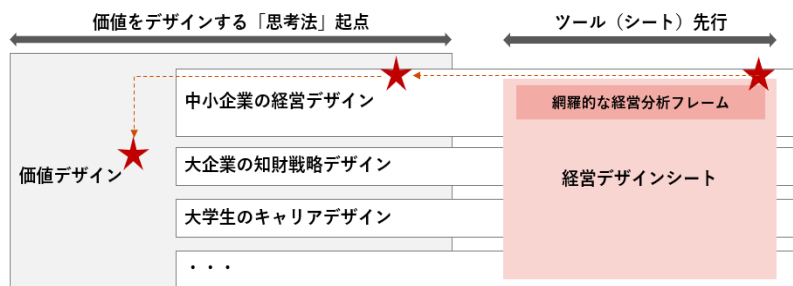 価値をデザインする「思考法」起点
ツール（シート）先行
中小企業の経営デザイン
網羅的な経営分析フレーム
価値デザイン
大企業の知財戦略デザイン
経営デザインシート
大学生のキャリアデザイン
・・・